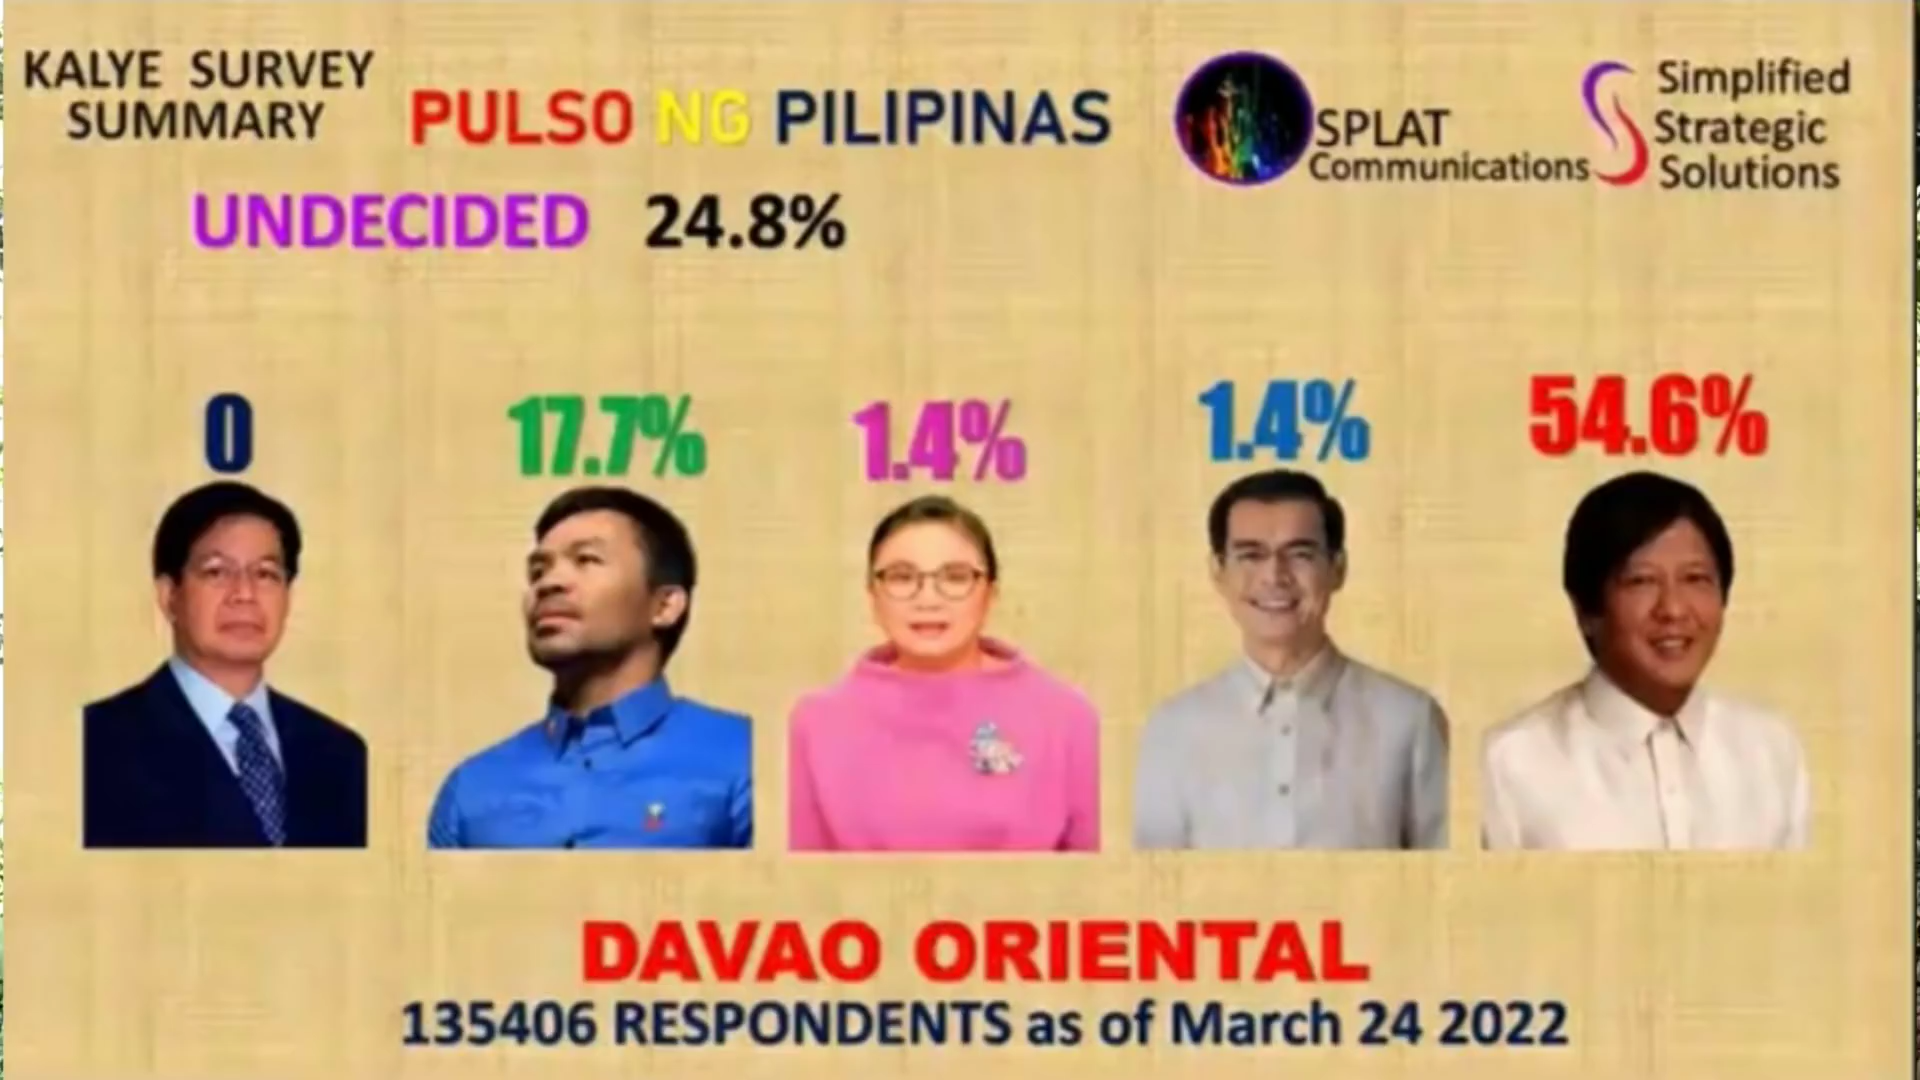 KALYE SURVEY
SUMMARY
PULSO NG PILIPINAS
SPLAT
Communications
Simplified
Strategic
Solutions
UNDECIDED 24.8%
0
17.7%
1.4%
1.4%
54.6%
DAVAO ORIENTAL
135406 RESPONDENTS as of March 24 2022